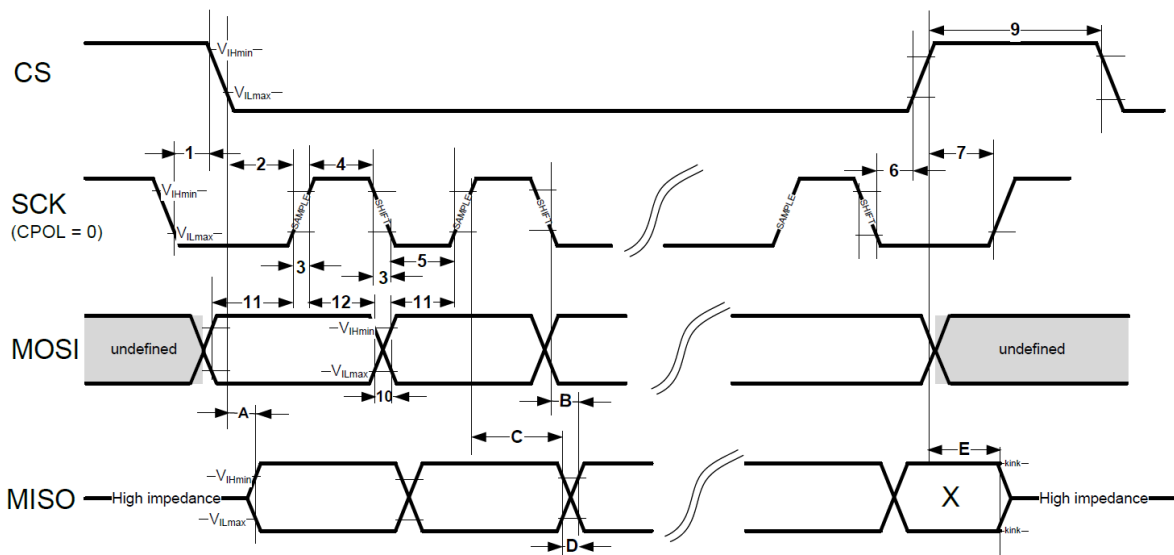 9
CS
VIHmin
VILmax
1
2
4
6
7
SCK
(CPOL = 0)
VIHmin
VILmax
SAMPLE
SHIFT
SAMPLE
SHIFT
SAMPLE
SHIFT
3
3
5
11
12
11
MOSI
undefined
VIHmin
VILmax
undefined
10
A
B
C
E
MISO
High impedance
VIHmin
VILmax
X
kink
kink
High impedance
D